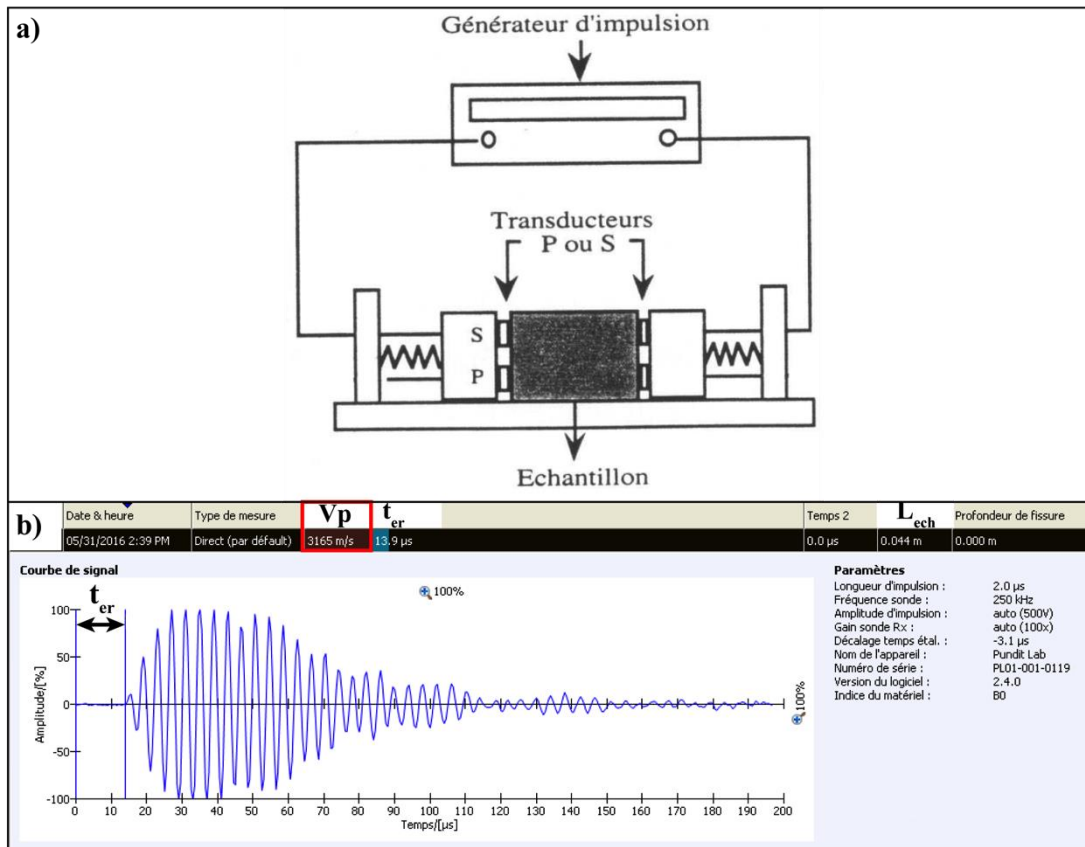 a)
Générateur d'impulsion
Transducteurs
P ou S
S
P
Echantillon
b)
Date & heure Type de mesure Vp t_er Temps 2 L_ech Profondeur de fissure
05/31/2016 2:39 PM Direct (par défault) 3165 m/s 13.9 µs 0.0 µs 0.044 m 0.000 m
Courbe de signal
t_er
100%
100
50
0
-50
-100
Amplitude/[%]
100%
0 10 20 30 40 50 60 70 80 90 100 110 120 130 140 150 160 170 180 190 200
Temps/[µs]
Paramètres
Longueur d'impulsion : 2.0 µs
Fréquence sonde : 250 kHz
Amplitude d'impulsion : auto (500V)
Gain sonde Rx : auto (100x)
Décalage temps étal. : -3.1 µs
Nom de l'appareil : Pundit Lab
Numéro de série : PL01-001-0119
Version du logiciel : 2.4.0
Indice du matériel : B0